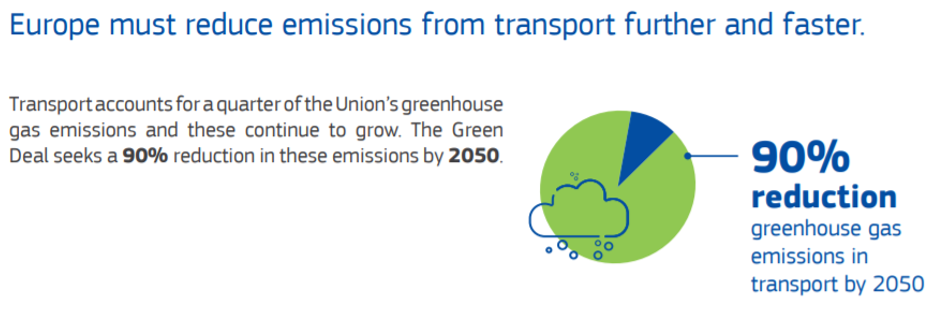 Europe must reduce emissions from transport further and faster.
Transport accounts for a quarter of the Union's greenhouse
gas emissions and these continue to grow. The Green
Deal seeks a 90% reduction in these emissions by 2050.
90%
reduction
greenhouse gas
emissions in
transport by 2050